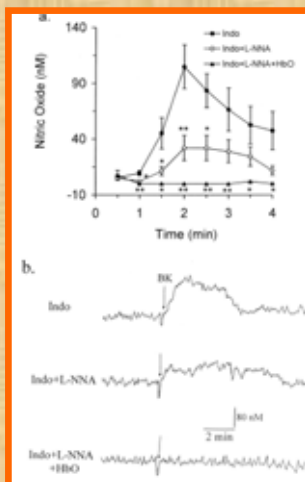 a.
Indo
Indo+L-NNA
Indo+L-NNA+HbO
Nitric Oxide (nM)
140
90
40
-10
** * ** ** * ** ** * *
0 1 2 3 4
Time (min)
b.
BK
Indo
Indo+L-NNA
80 nM
2 min
Indo+L-NNA
+HbO